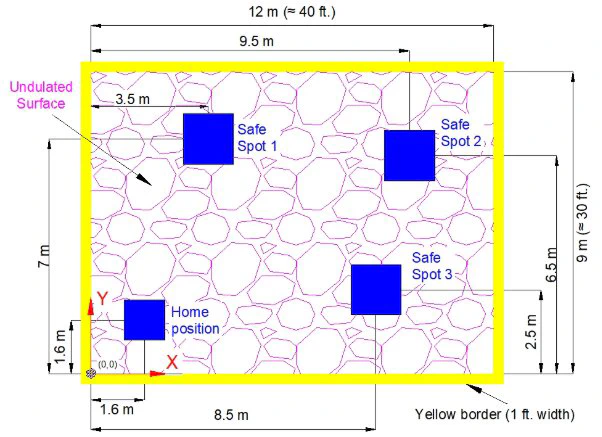 12 m (≈ 40 ft.)
9.5 m
Undulated
Surface
3.5 m
Safe
Spot 1
Safe
Spot 2
7 m
9 m (≈ 30 ft.)
6.5 m
Safe
Spot 3
Y
Home
position
2.5 m
1.6 m
X
(0,0)
1.6 m
8.5 m
Yellow border (1 ft. width)